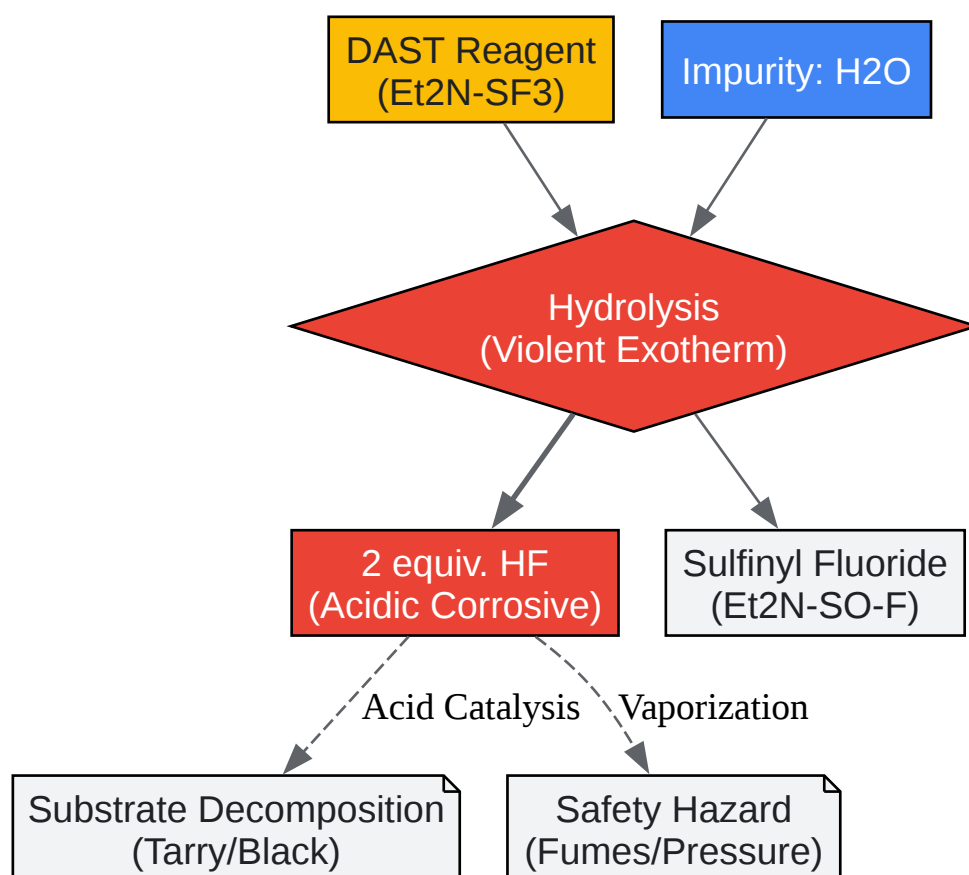 DAST Reagent
(Et2N-SF3)
Impurity: H2O
Hydrolysis
(Violent Exotherm)
2 equiv. HF
(Acidic Corrosive)
Sulfinyl Fluoride
(Et2N-SO-F)
Acid Catalysis
Vaporization
Substrate Decomposition
(Tarry/Black)
Safety Hazard
(Fumes/Pressure)